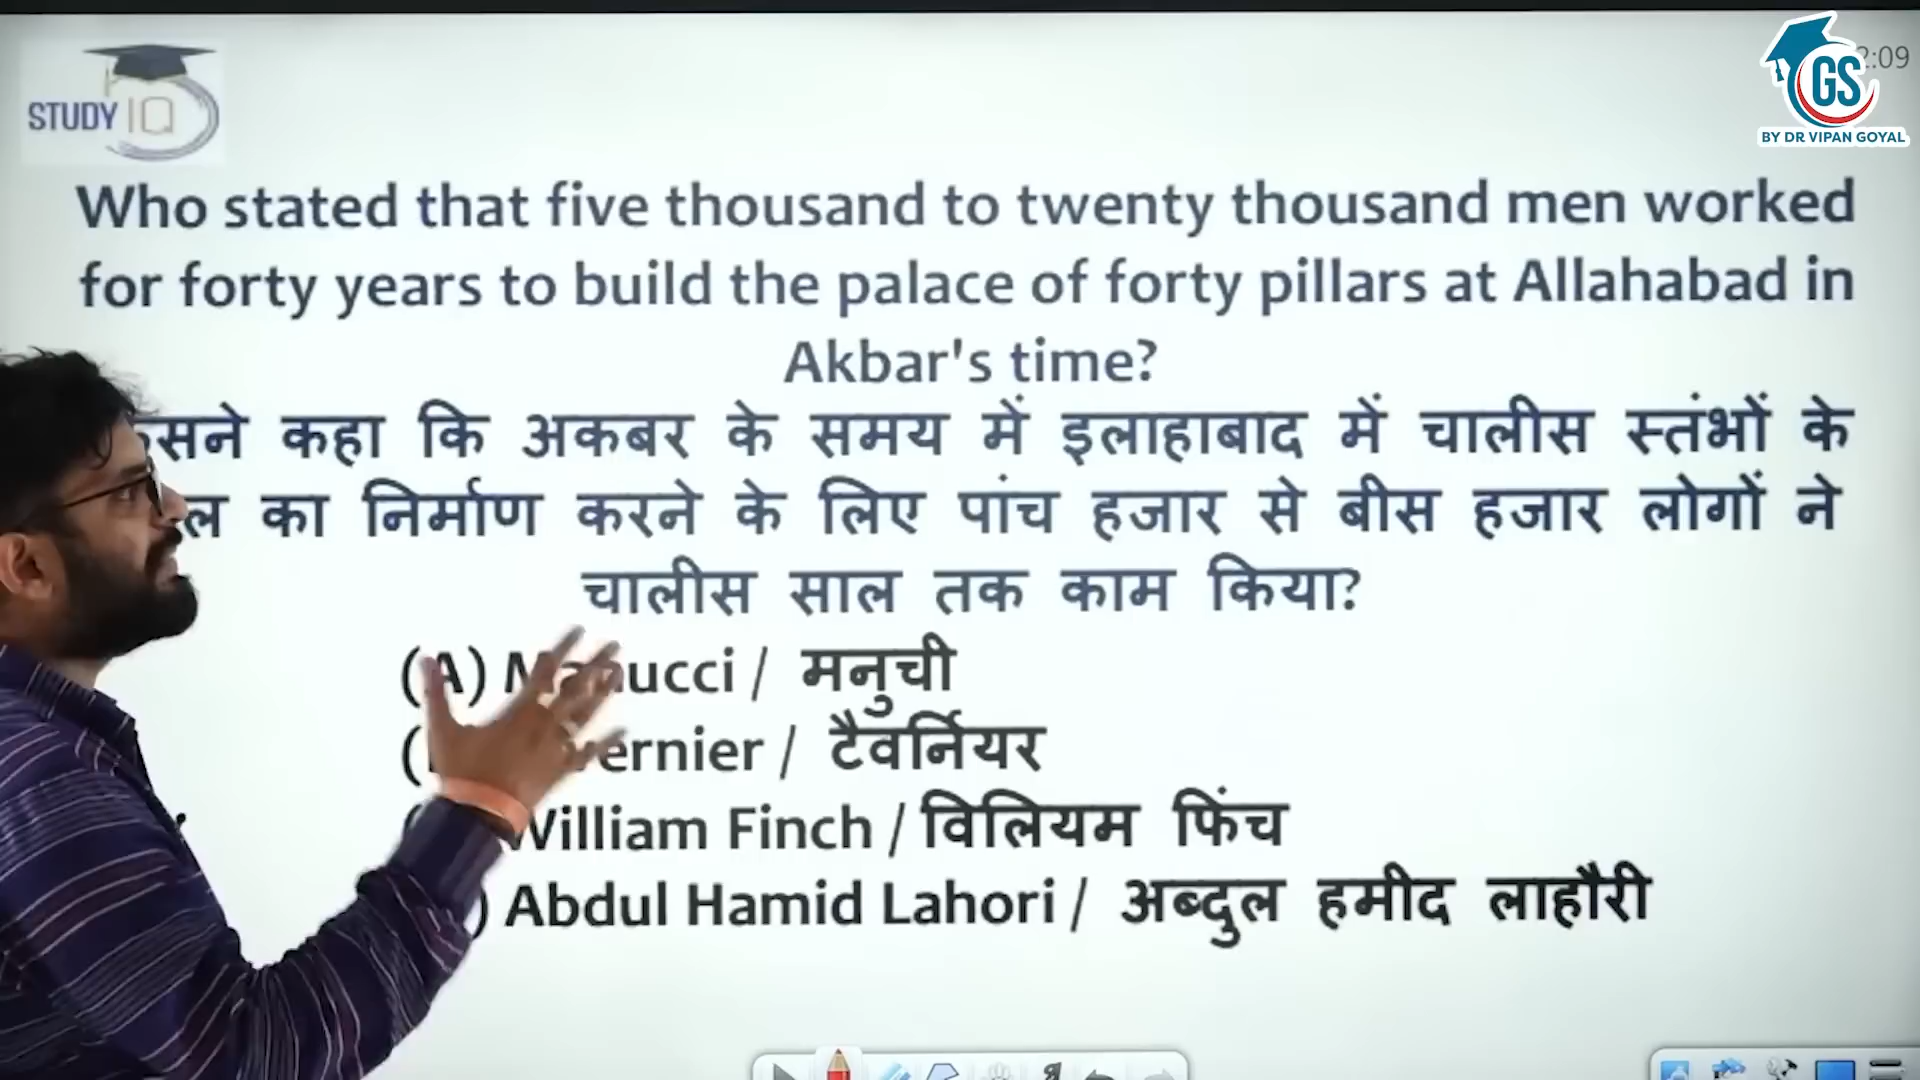 STUDY IQ
GS
:09
BY DR VIPAN GOYAL
Who stated that five thousand to twenty thousand men worked
for forty years to build the palace of forty pillars at Allahabad in
Akbar's time?
कहा कि अकबर के समय में इलाहाबाद में चालीस स्तंभों के
का निर्माण करने के लिए पांच हजार से बीस हजार लोगों ने
चालीस साल तक काम किया?
(A) / मनुची
/ टैवर्नियर
William Finch / विलियम फिंच
Abdul Hamid Lahori / अब्दुल हमीद लाहौरी